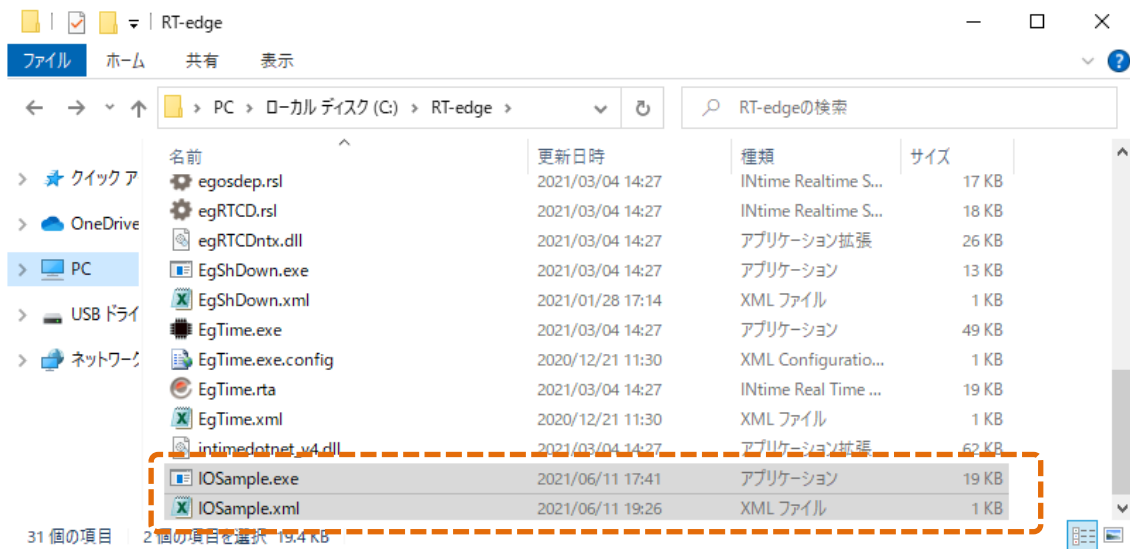 RT-edge
ファイル ホーム 共有 表示
PC ローカル ディスク (C:) RT-edge RT-edgeの検索
名前 更新日時 種類 サイズ
egosdep.rsl 2021/03/04 14:27 INtime Realtime S... 17 KB
egRTCD.rsl 2021/03/04 14:27 INtime Realtime S... 18 KB
egRTCDntx.dll 2021/03/04 14:27 アプリケーション拡張 26 KB
EgShDown.exe 2021/03/04 14:27 アプリケーション 13 KB
EgShDown.xml 2021/01/28 17:14 XML ファイル 1 KB
EgTime.exe 2021/03/04 14:27 アプリケーション 49 KB
EgTime.exe.config 2020/12/21 11:30 XML Configuratio... 1 KB
EgTime.rta 2021/03/04 14:27 INtime Real Time ... 19 KB
EgTime.xml 2020/12/21 11:30 XML ファイル 1 KB
intimedotnet_v4.dll 2021/03/04 14:27 アプリケーション拡張 62 KB
IOSample.exe 2021/06/11 17:41 アプリケーション 19 KB
IOSample.xml 2021/06/11 19:26 XML ファイル 1 KB
クイック ア
OneDrive
PC
USB ドライ
ネットワーク
31 個の項目 2 個の項目を選択 19.4 KB